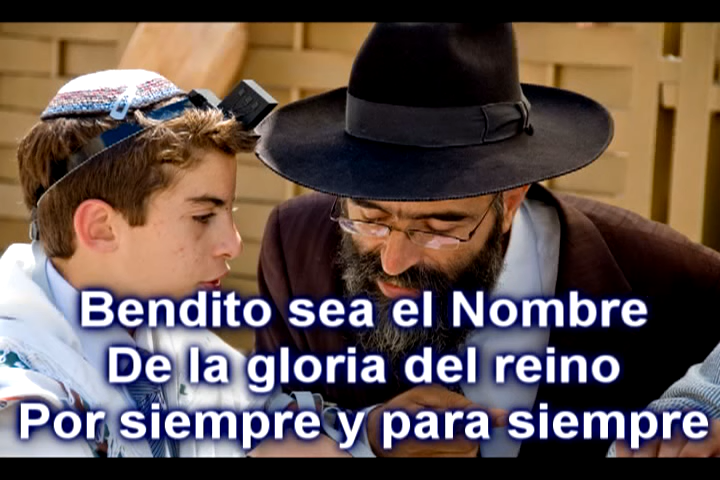 Bendito sea el Nombre
De la gloria del reino
Por siempre y para siempre